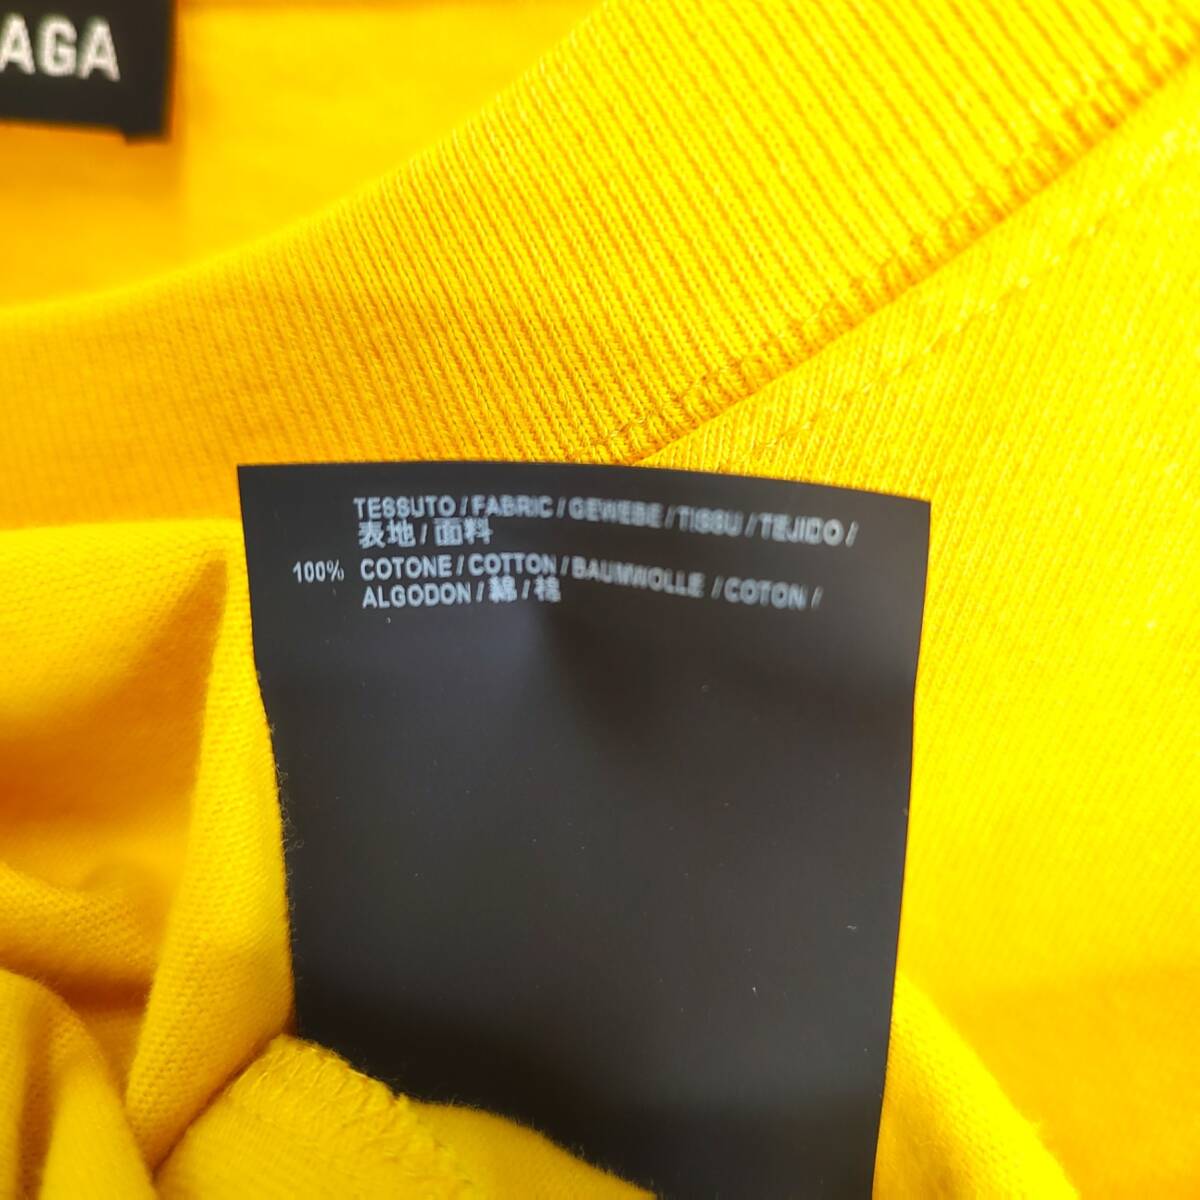 AGA
TESSUTO / FABRIC / GEWEBE / TISSU / TEJIDO /
表地 / 面料
100% COTONE / COTTON / BAUMWOLLE / COTON /
ALGODON / 綿 / 棉